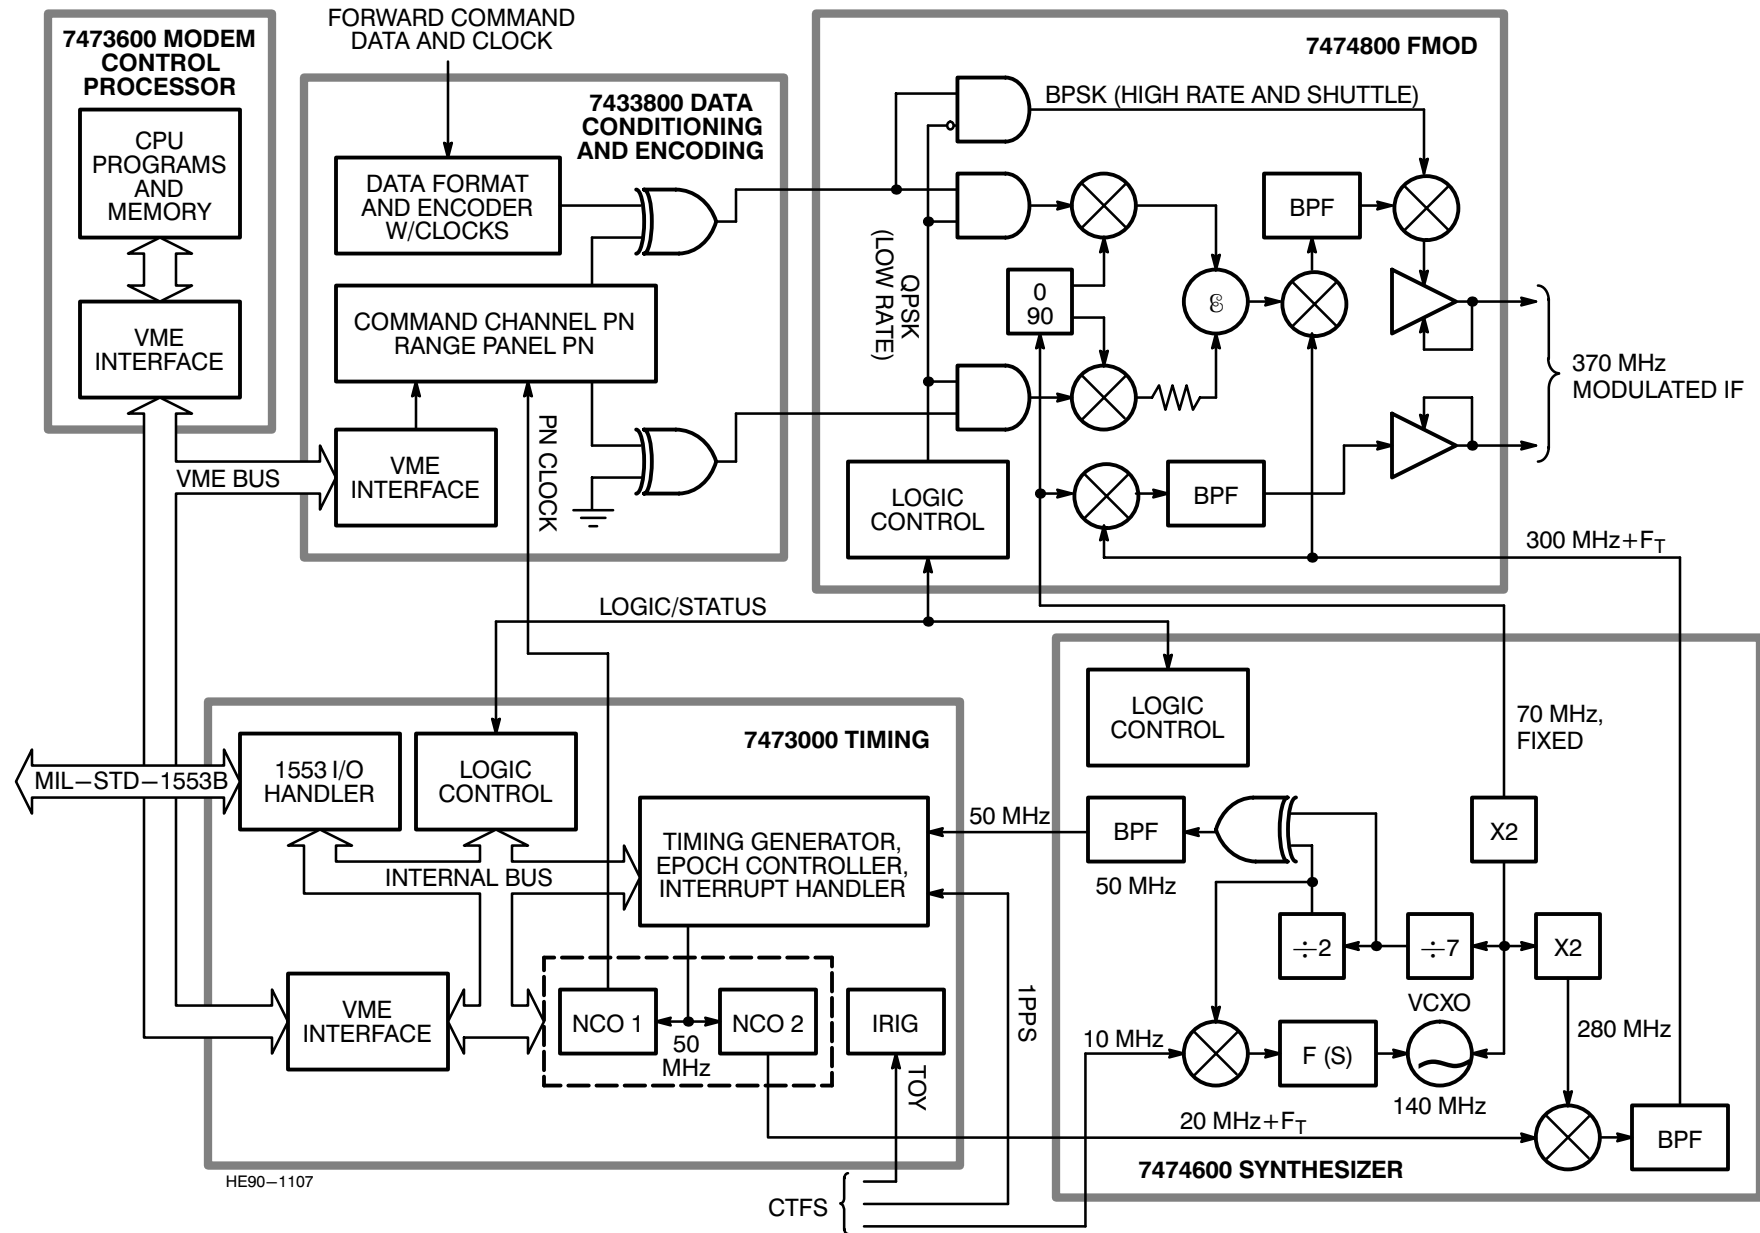 7473600 MODEM
CONTROL
PROCESSOR
CPU
PROGRAMS
AND
MEMORY
VME
INTERFACE
FORWARD COMMAND
DATA AND CLOCK
7433800 DATA
CONDITIONING
AND ENCODING
DATA FORMAT
AND ENCODER
W/CLOCKS
COMMAND CHANNEL PN
RANGE PANEL PN
VME
INTERFACE
PN CLOCK
VME BUS
7474800 FMOD
BPSK (HIGH RATE AND SHUTTLE)
QPSK
(LOW RATE)
0
90
BPF
LOGIC
CONTROL
BPF
370 MHz
MODULATED IF
300 MHz+FT
LOGIC/STATUS
7473000 TIMING
MIL–STD–1553B
1553 I/O
HANDLER
LOGIC
CONTROL
INTERNAL BUS
TIMING GENERATOR,
EPOCH CONTROLLER,
INTERRUPT HANDLER
VME
INTERFACE
NCO 1
50
MHz
NCO 2
IRIG
TOY
1PPS
HE90–1107
CTFS
LOGIC
CONTROL
70 MHz,
FIXED
50 MHz
BPF
50 MHz
X2
÷2
÷7
X2
VCXO
10 MHz
F (S)
140 MHz
280 MHz
20 MHz+FT
BPF
7474600 SYNTHESIZER